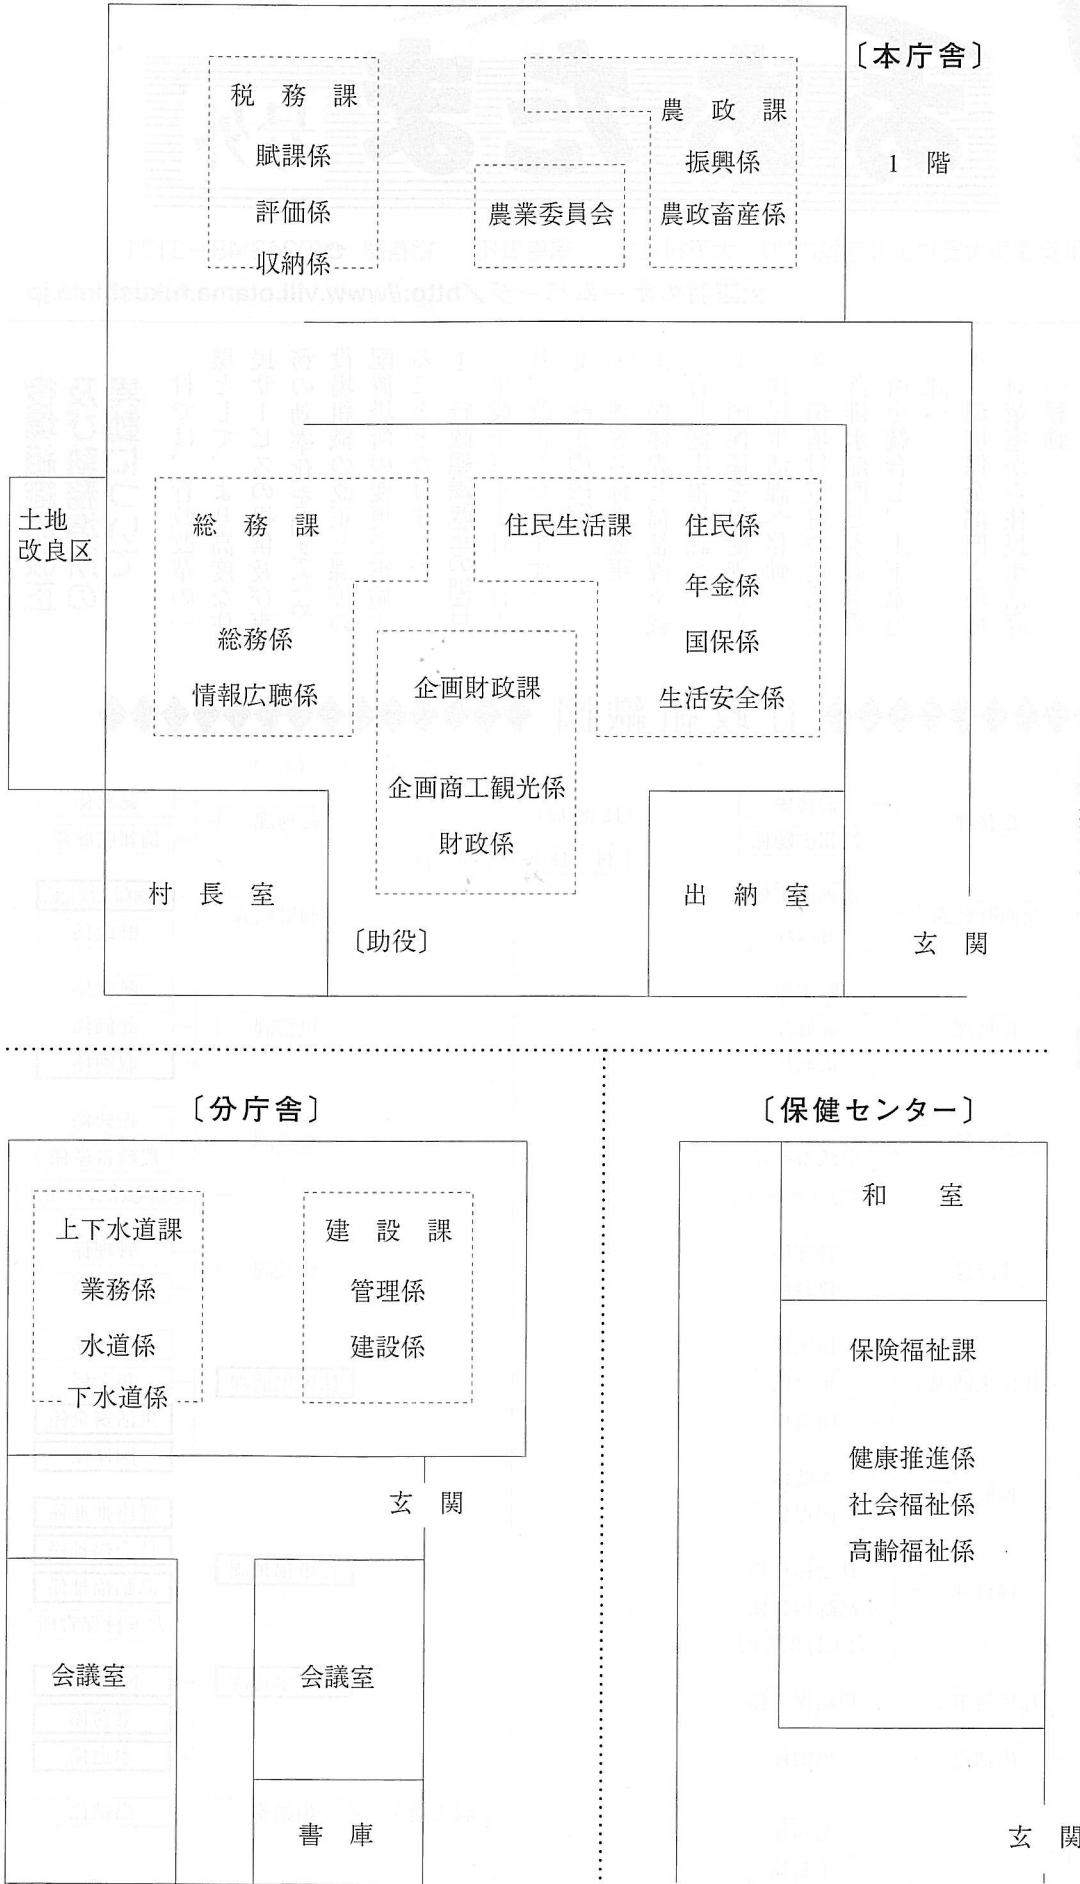 〔本庁舎〕
1 階
税 務 課
賦課係
評価係
収納係
農 政 課
振興係
農政畜産係
農業委員会
土地
改良区
総 務 課
総務係
情報広聴係
住民生活課 住民係
年金係
国保係
生活安全係
企画財政課
企画商工観光係
財政係
村 長 室
〔助役〕
出 納 室
玄 関
〔分庁舎〕
上下水道課
業務係
水道係
下水道係
建 設 課
管理係
建設係
玄 関
会議室
会議室
書 庫
〔保健センター〕
和 室
保険福祉課
健康推進係
社会福祉係
高齢福祉係
玄 関